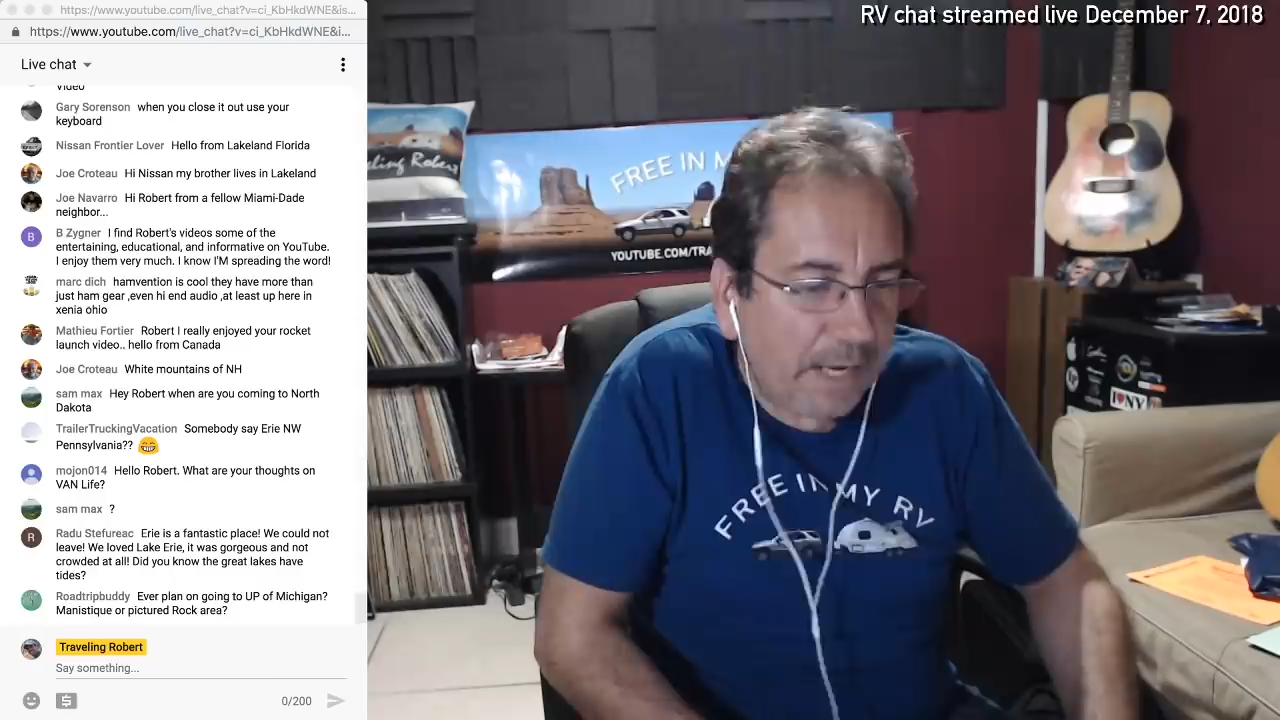 https://www.youtube.com/live_chat?v=ci_KbHkdWNE&is...
https://www.youtube.com/live_chat?v=ci_KbHkdWNE&i...
Live chat
video
Gary Sorenson when you close it out use your
keyboard
Nissan Frontier Lover Hello from Lakeland Florida
Joe Croteau Hi Nissan my brother lives in Lakeland
Joe Navarro Hi Robert from a fellow Miami-Dade
neighbor...
B
B Zygner I find Robert's videos some of the
entertaining, educational, and informative on YouTube.
I enjoy them very much. I know I'M spreading the word!
marc dich hamvention is cool they have more than
just ham gear ,even hi end audio ,at least up here in
xenia ohio
Mathieu Fortier Robert I really enjoyed your rocket
launch video.. hello from Canada
Joe Croteau White mountains of NH
sam max Hey Robert when are you coming to North
Dakota
TrailerTruckingVacation Somebody say Erie NW
Pennsylvania?? 😁
mojon014 Hello Robert. What are your thoughts on
VAN Life?
sam max ?
R
Radu Stefureac Erie is a fantastic place! We could not
leave! We loved Lake Erie, it was gorgeous and not
crowded at all! Did you know the great lakes have
tides?
Roadtripbuddy Ever plan on going to UP of Michigan?
Manistique or pictured Rock area?
Traveling Robert
Say something...
0/200
RV chat streamed live December 7, 2018
eling Robert
FREE IN M
YOUTUBE.COM/TRA
FREE IN MY RV
I ♥ NY